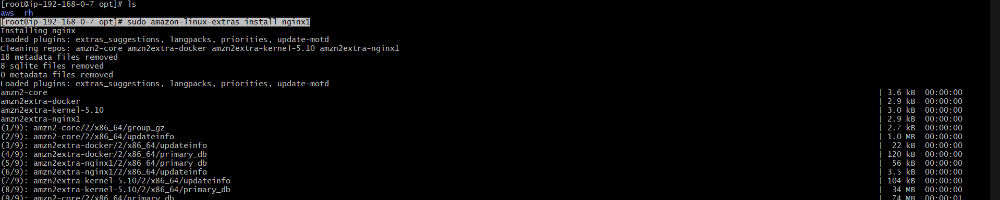 [root@ip-192-168-0-7 opt]# ls
aws  rh
[root@ip-192-168-0-7 opt]# sudo amazon-linux-extras install nginx1
Installing nginx
Loaded plugins: extras_suggestions, langpacks, priorities, update-motd
Cleaning repos: amzn2-core amzn2extra-docker amzn2extra-kernel-5.10 amzn2extra-nginx1
18 metadata files removed
8 sqlite files removed
0 metadata files removed
Loaded plugins: extras_suggestions, langpacks, priorities, update-motd
amzn2-core | 3.6 kB  00:00:00
amzn2extra-docker | 2.9 kB  00:00:00
amzn2extra-kernel-5.10 | 3.0 kB  00:00:00
amzn2extra-nginx1 | 2.9 kB  00:00:00
(1/9): amzn2-core/2/x86_64/group_gz | 2.7 kB  00:00:00
(2/9): amzn2-core/2/x86_64/updateinfo | 1.0 MB  00:00:00
(3/9): amzn2extra-docker/2/x86_64/updateinfo | 22 kB  00:00:00
(4/9): amzn2extra-docker/2/x86_64/primary_db | 120 kB  00:00:00
(5/9): amzn2extra-nginx1/2/x86_64/primary_db | 56 kB  00:00:00
(6/9): amzn2extra-nginx1/2/x86_64/updateinfo | 3.5 kB  00:00:00
(7/9): amzn2extra-kernel-5.10/2/x86_64/updateinfo | 104 kB  00:00:00
(8/9): amzn2extra-kernel-5.10/2/x86_64/primary_db | 34 MB  00:00:00
(9/9): amzn2-core/2/x86_64/primary_db | 74 MB  00:00:01